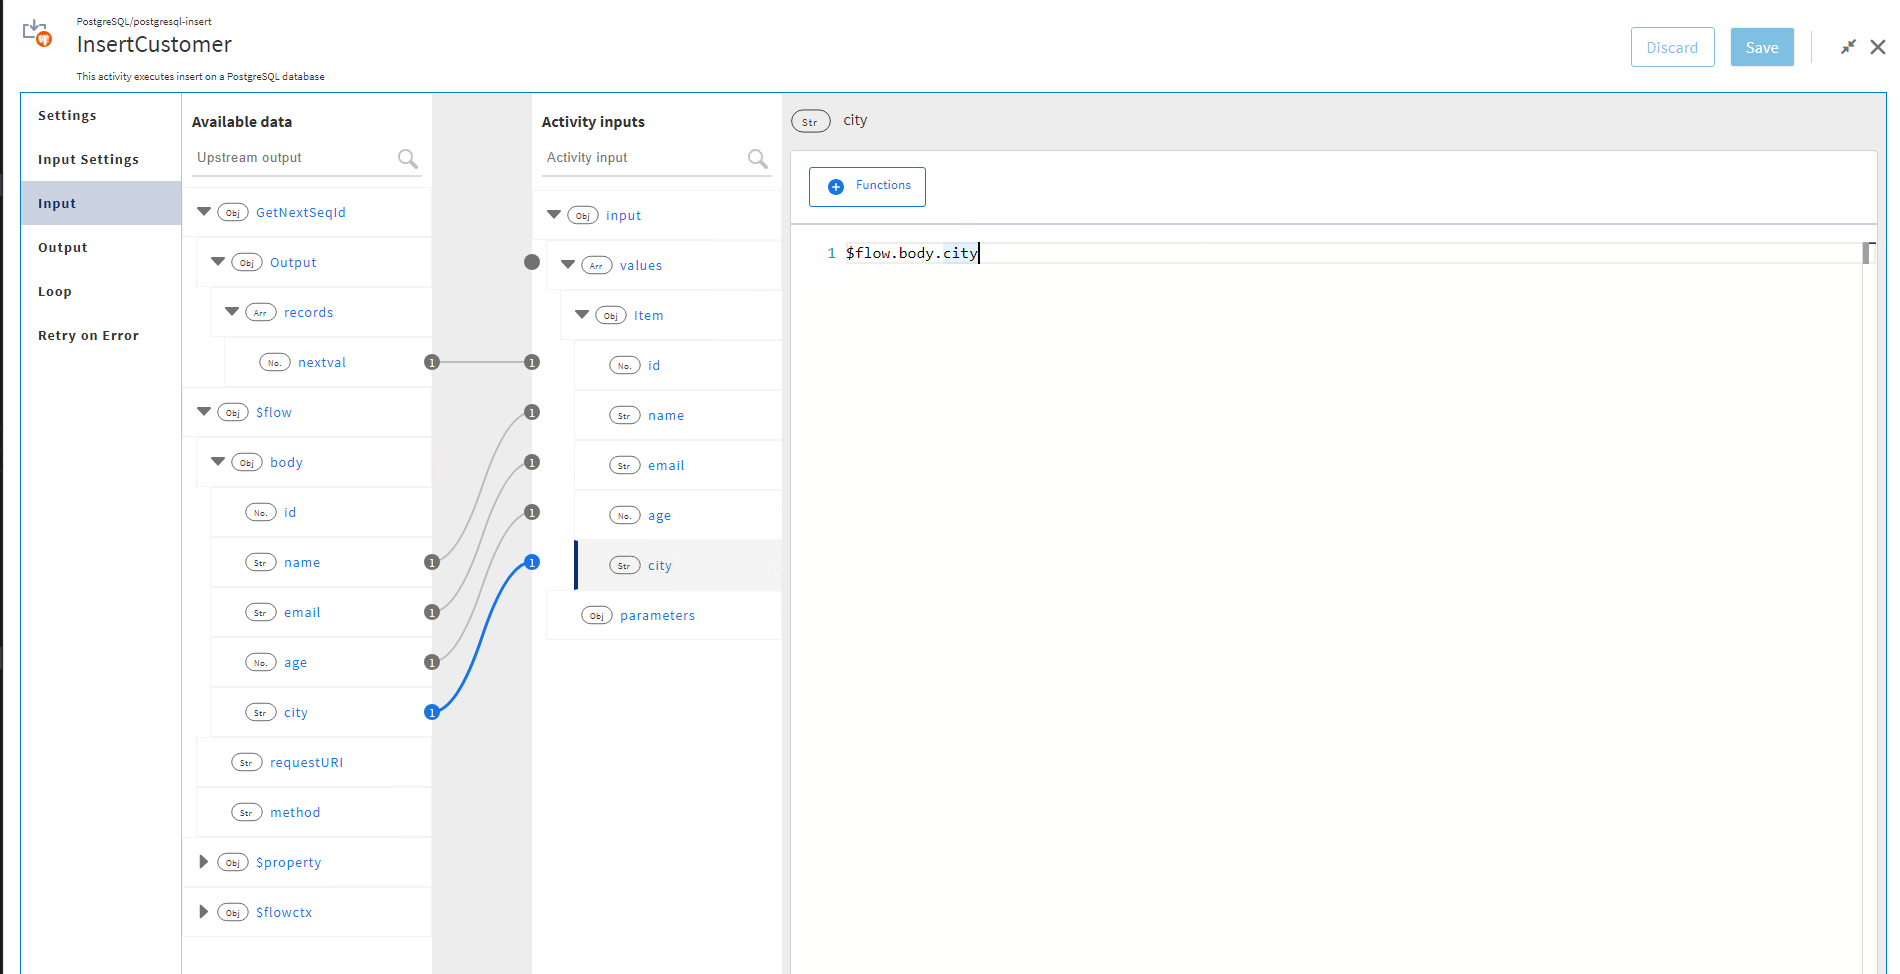 PostgreSQL/postgresql-insert
InsertCustomer
This activity executes insert on a PostgreSQL database
Discard
Save
Settings
Input Settings
Input
Output
Loop
Retry on Error
Available data
Upstream output
Obj GetNextSeqId
Obj Output
Arr records
No. nextval 1
Obj $flow
Obj body
No. id
Str name 1
Str email 1
No. age 1
Str city 1
Str requestURI
Str method
Obj $property
Obj $flowctx
Activity inputs
Activity input
Obj input
Arr values
Obj Item
1 No. id
1 Str name
1 Str email
1 No. age
1 Str city
Obj parameters
Str city
Functions
1 $flow.body.city